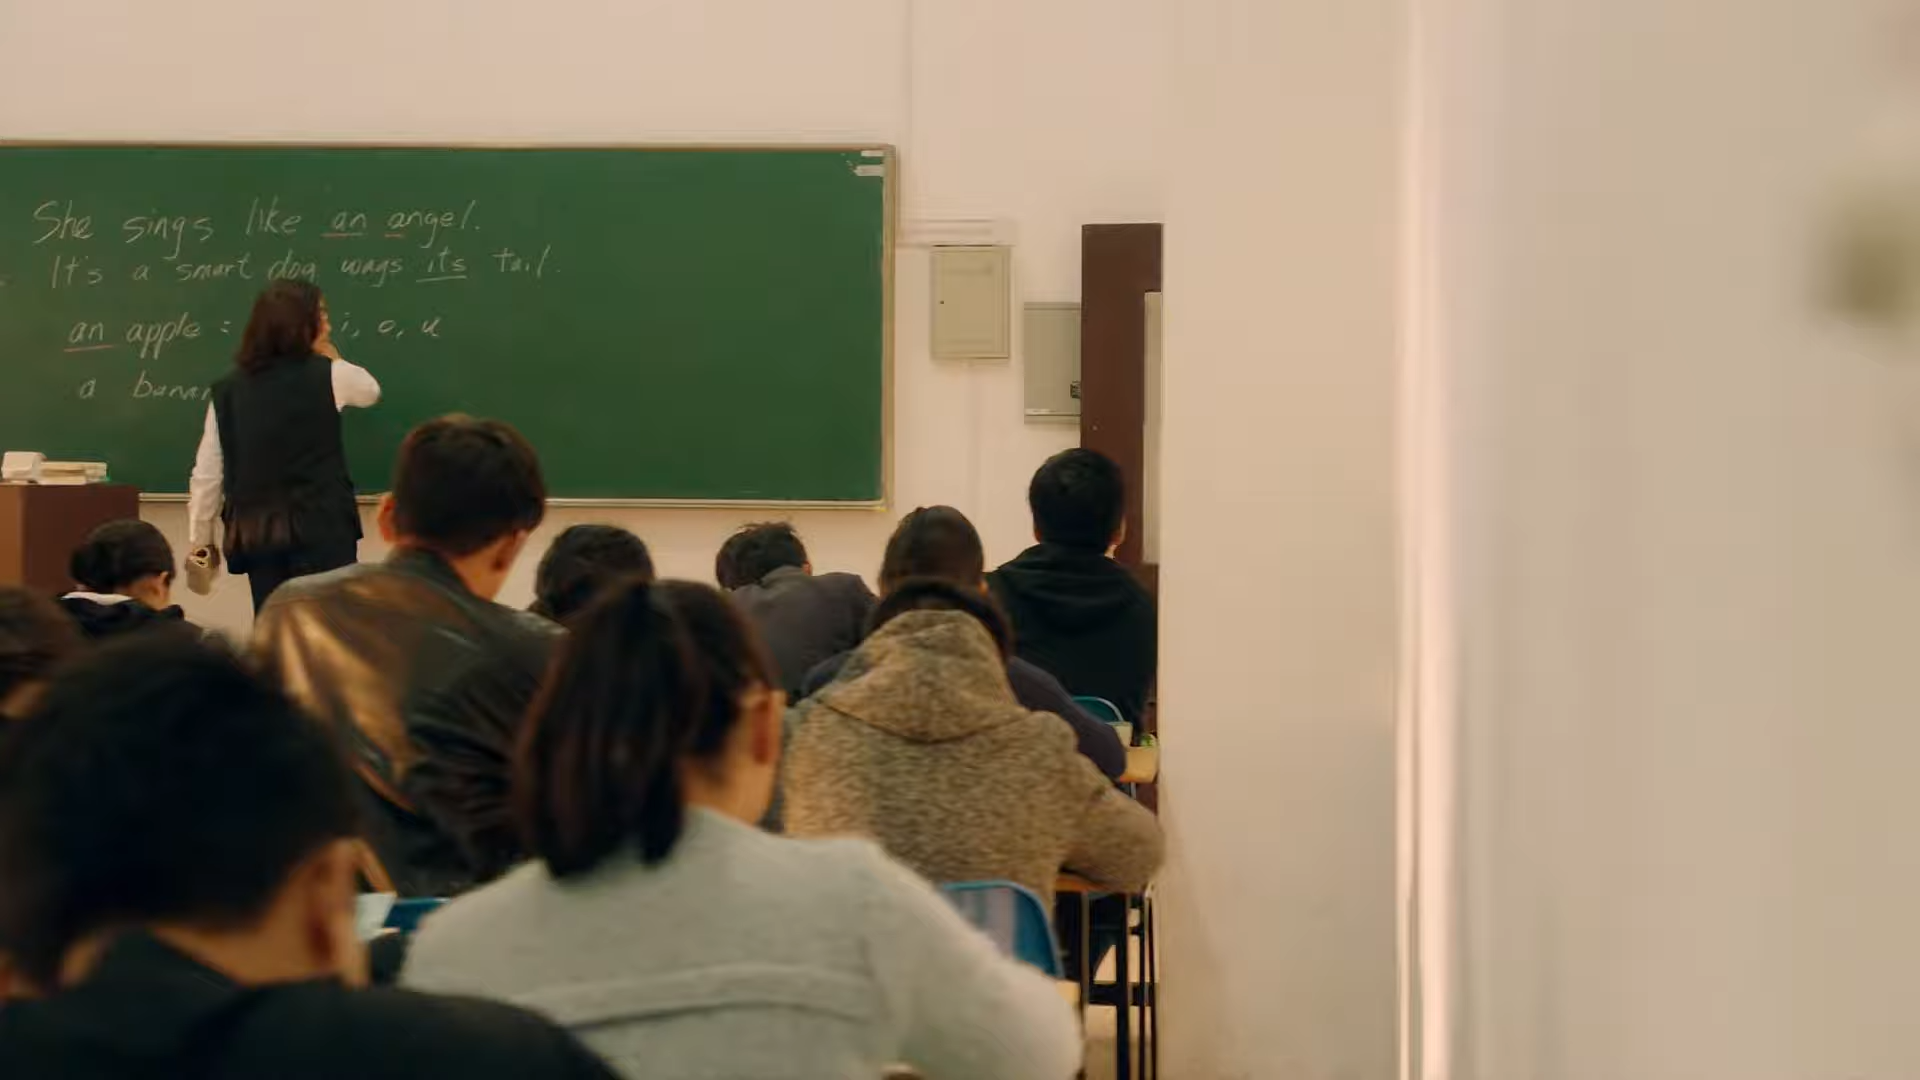 She sings like an angel.
It's a smart dog wags its tail.
an apple : i, o, u
a